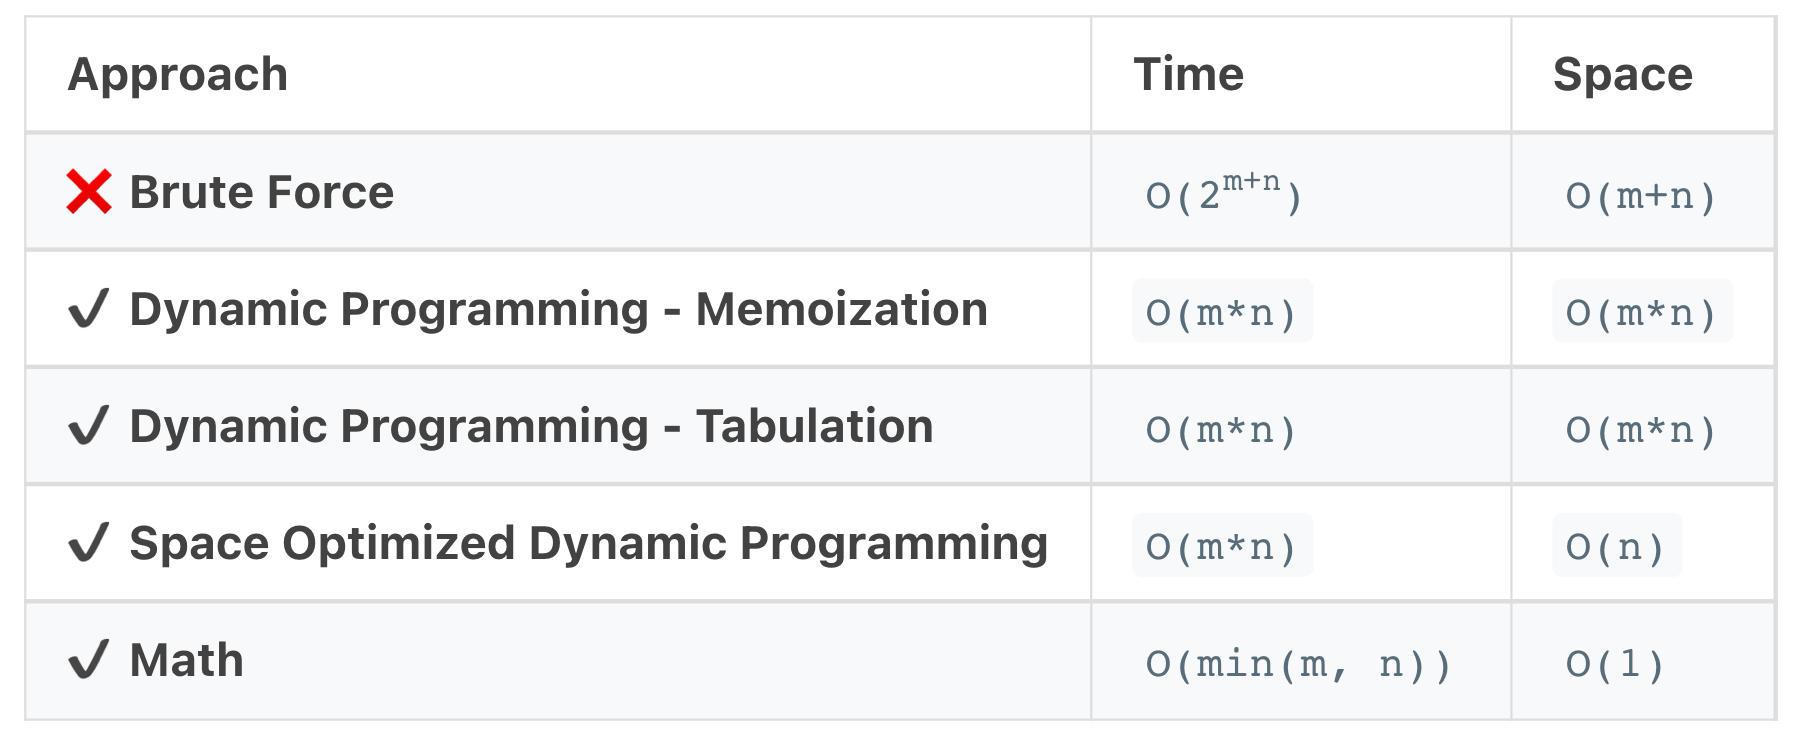 Approach Time Space
❌ Brute Force O(2^m+n) O(m+n)
✔ Dynamic Programming - Memoization O(m*n) O(m*n)
✔ Dynamic Programming - Tabulation O(m*n) O(m*n)
✔ Space Optimized Dynamic Programming O(m*n) O(n)
✔ Math O(min(m, n)) O(1)